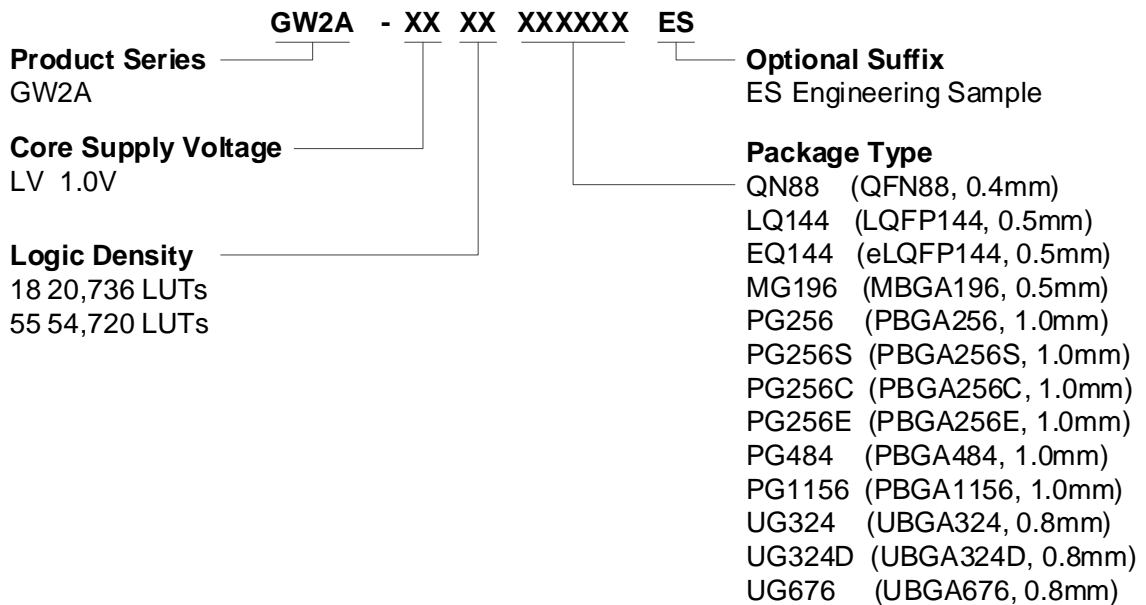 GW2A - XX XX XXXXXX ES
Product Series
GW2A
Core Supply Voltage
LV 1.0V
Logic Density
18 20,736 LUTs
55 54,720 LUTs
Optional Suffix
ES Engineering Sample
Package Type
QN88 (QFN88, 0.4mm)
LQ144 (LQFP144, 0.5mm)
EQ144 (eLQFP144, 0.5mm)
MG196 (MBGA196, 0.5mm)
PG256 (PBGA256, 1.0mm)
PG256S (PBGA256S, 1.0mm)
PG256C (PBGA256C, 1.0mm)
PG256E (PBGA256E, 1.0mm)
PG484 (PBGA484, 1.0mm)
PG1156 (PBGA1156, 1.0mm)
UG324 (UBGA324, 0.8mm)
UG324D (UBGA324D, 0.8mm)
UG676 (UBGA676, 0.8mm)